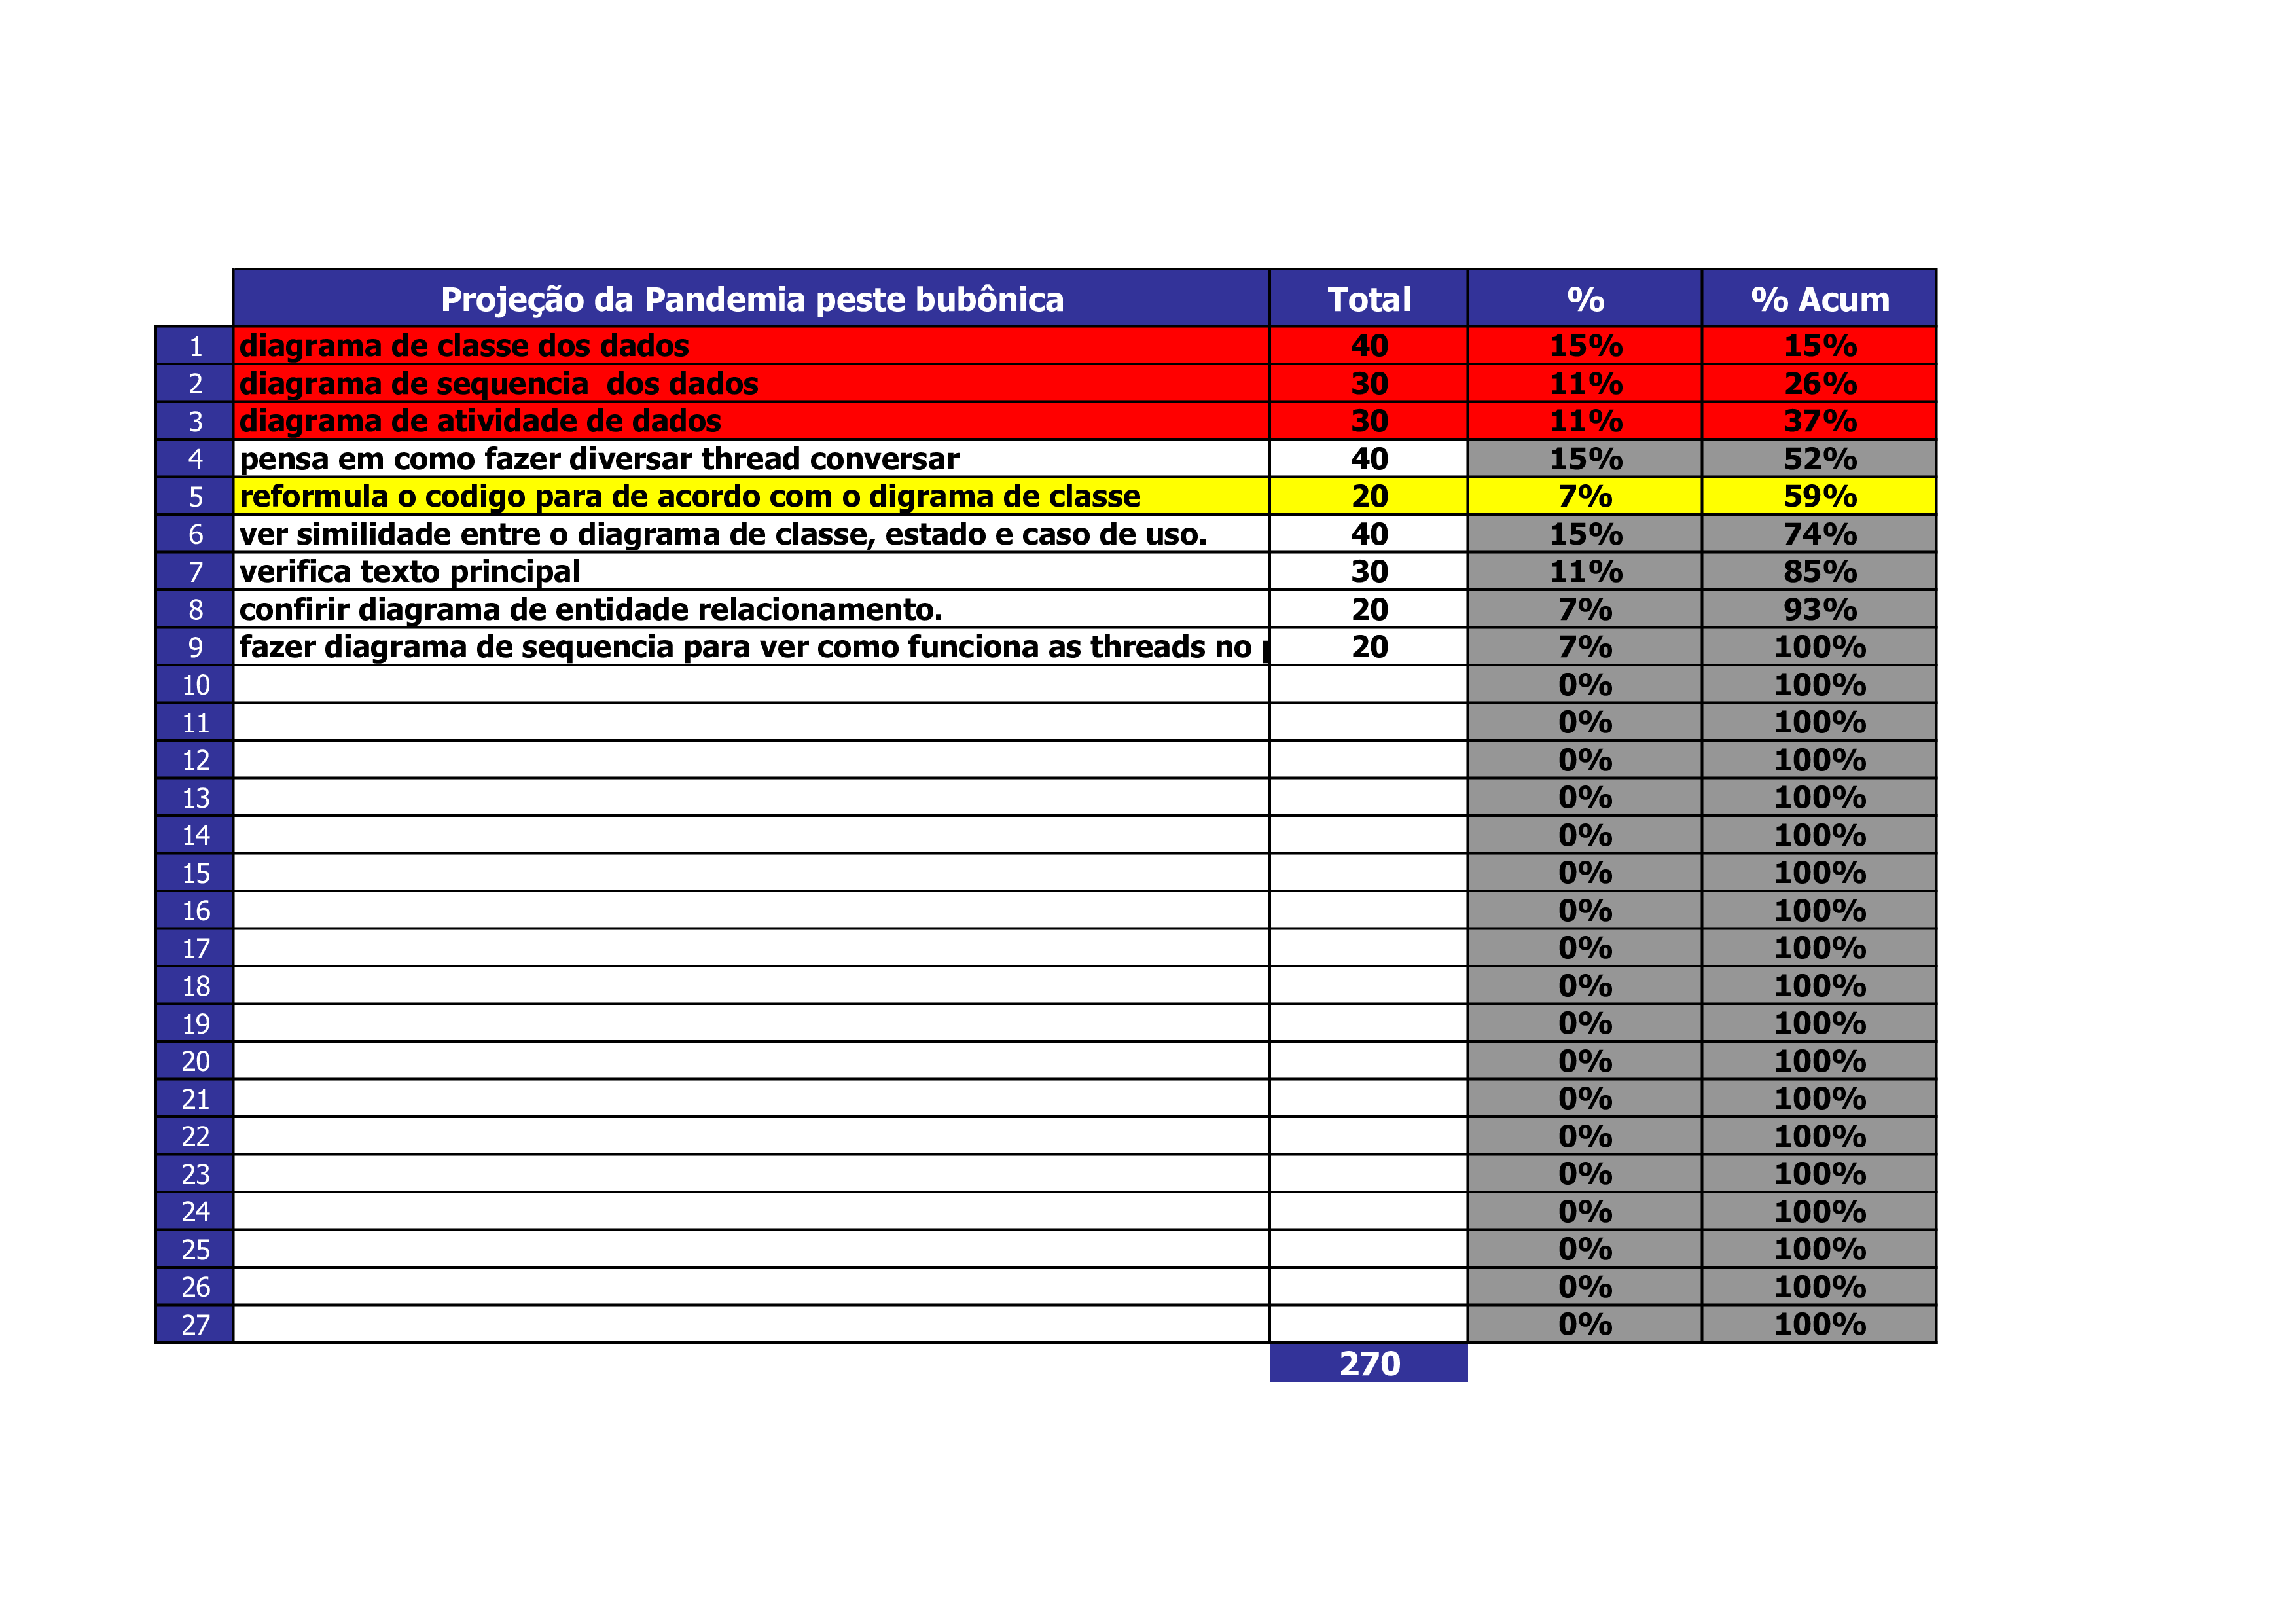 Projeção da Pandemia peste bubônica Total % % Acum
1 diagrama de classe dos dados 40 15% 15%
2 diagrama de sequencia  dos dados 30 11% 26%
3 diagrama de atividade de dados 30 11% 37%
4 pensa em como fazer diversar thread conversar 40 15% 52%
5 reformula o codigo para de acordo com o digrama de classe 20 7% 59%
6 ver similidade entre o diagrama de classe, estado e caso de uso. 40 15% 74%
7 verifica texto principal 30 11% 85%
8 confirir diagrama de entidade relacionamento. 20 7% 93%
9 fazer diagrama de sequencia para ver como funciona as threads no 20 7% 100%
10 0% 100%
11 0% 100%
12 0% 100%
13 0% 100%
14 0% 100%
15 0% 100%
16 0% 100%
17 0% 100%
18 0% 100%
19 0% 100%
20 0% 100%
21 0% 100%
22 0% 100%
23 0% 100%
24 0% 100%
25 0% 100%
26 0% 100%
27 0% 100%
270